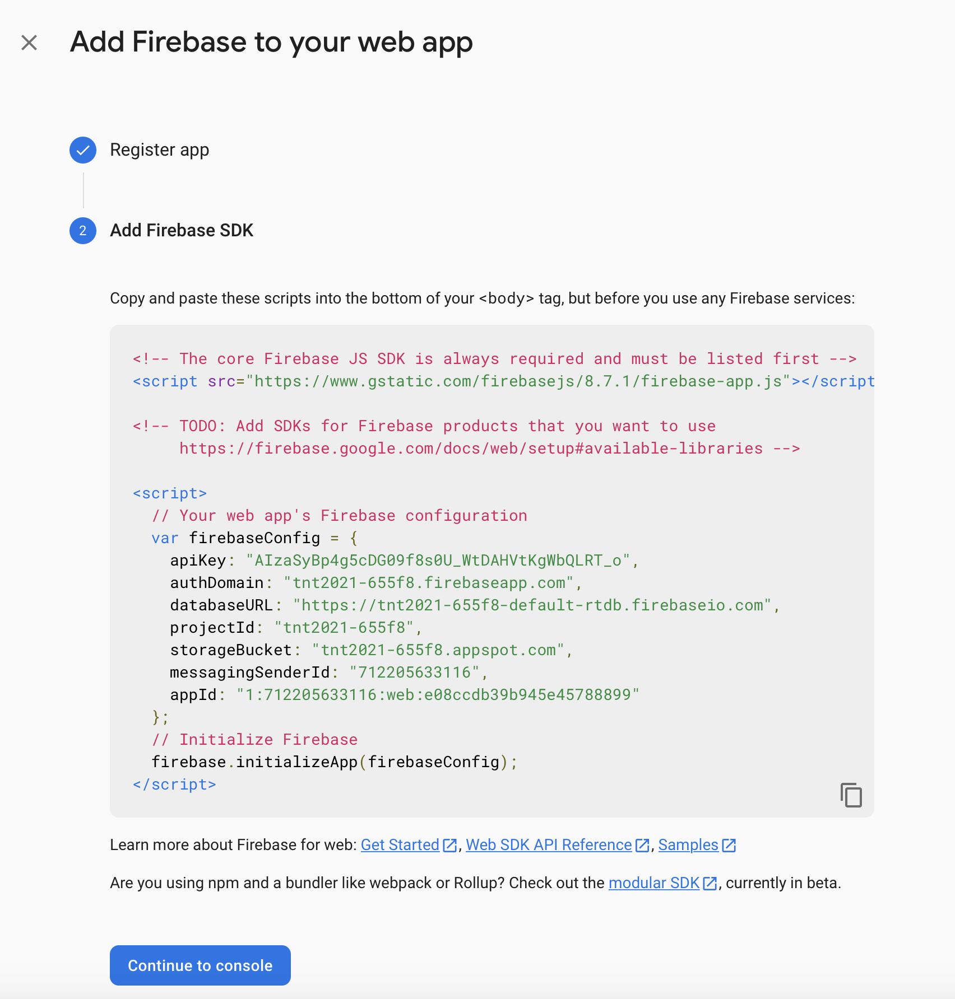 Add Firebase to your web app
Register app
2 Add Firebase SDK
Copy and paste these scripts into the bottom of your <body> tag, but before you use any Firebase services:
<!-- The core Firebase JS SDK is always required and must be listed first -->
<script src="https://www.gstatic.com/firebasejs/8.7.1/firebase-app.js"></script
<!-- TODO: Add SDKs for Firebase products that you want to use
https://firebase.google.com/docs/web/setup#available-libraries -->
<script>
// Your web app's Firebase configuration
var firebaseConfig = {
apiKey: "AIzaSyBp4g5cDG09f8s0U_WtDAHVtKgWbQLRT_o",
authDomain: "tnt2021-655f8.firebaseapp.com",
databaseURL: "https://tnt2021-655f8-default-rtdb.firebaseio.com",
projectId: "tnt2021-655f8",
storageBucket: "tnt2021-655f8.appspot.com",
messagingSenderId: "712205633116",
appId: "1:712205633116:web:e08ccdb39b945e45788899"
};
// Initialize Firebase
firebase.initializeApp(firebaseConfig);
</script>
Learn more about Firebase for web: Get Started, Web SDK API Reference, Samples
Are you using npm and a bundler like webpack or Rollup? Check out the modular SDK, currently in beta.
Continue to console